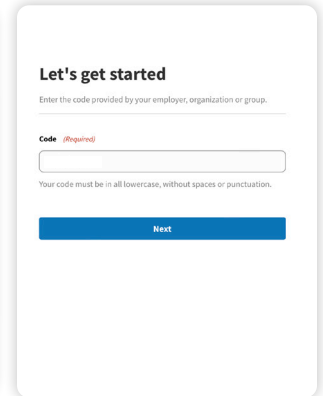 Let's get started
Enter the code provided by your employer, organization or group.
Code (Required)
Your code must be in all lowercase, without spaces or punctuation.
Next